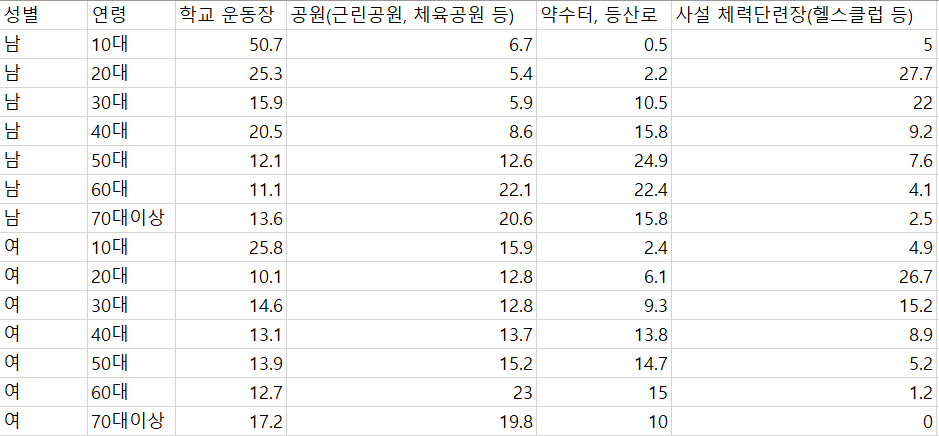 성별 연령 학교 운동장 공원(근린공원, 체육공원 등) 약수터, 등산로 사설 체력단련장(헬스클럽 등)
남 10대 50.7 6.7 0.5 5
남 20대 25.3 5.4 2.2 27.7
남 30대 15.9 5.9 10.5 22
남 40대 20.5 8.6 15.8 9.2
남 50대 12.1 12.6 24.9 7.6
남 60대 11.1 22.1 22.4 4.1
남 70대이상 13.6 20.6 15.8 2.5
여 10대 25.8 15.9 2.4 4.9
여 20대 10.1 12.8 6.1 26.7
여 30대 14.6 12.8 9.3 15.2
여 40대 13.1 13.7 13.8 8.9
여 50대 13.9 15.2 14.7 5.2
여 60대 12.7 23 15 1.2
여 70대이상 17.2 19.8 10 0